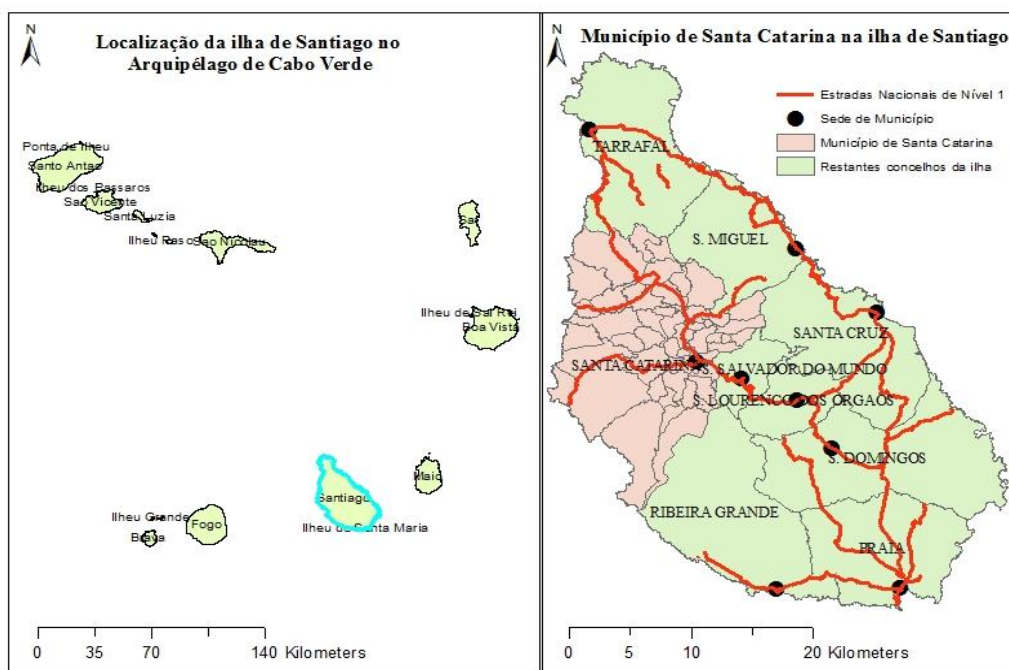 N
Localização da ilha de Santiago no
Arquipélago de Cabo Verde
Ponta de Ilheu
Santo Antao
Ilheu dos Passaros
Sao Vicente
Santa Luzia
Ilheu Raso
Sao Nicolau
Sal
Ilheu de Sal Rei
Boa Vista
Maio
Santiago
Ilheu de Santa Maria
Ilheu Grande
Fogo
Brava
0 35 70 140 Kilometers
N
Município de Santa Catarina na ilha de Santiago
Estradas Nacionais de Nível 1
Sede de Município
Município de Santa Catarina
Restantes concelhos da ilha
TARRAFAL
S. MIGUEL
SANTA CRUZ
SANTA CATARINA
S. SALVADOR DO MUNDO
S. LOURENCO DOS ORGAOS
S. DOMINGOS
RIBEIRA GRANDE
PRAIA
0 5 10 20 Kilometers